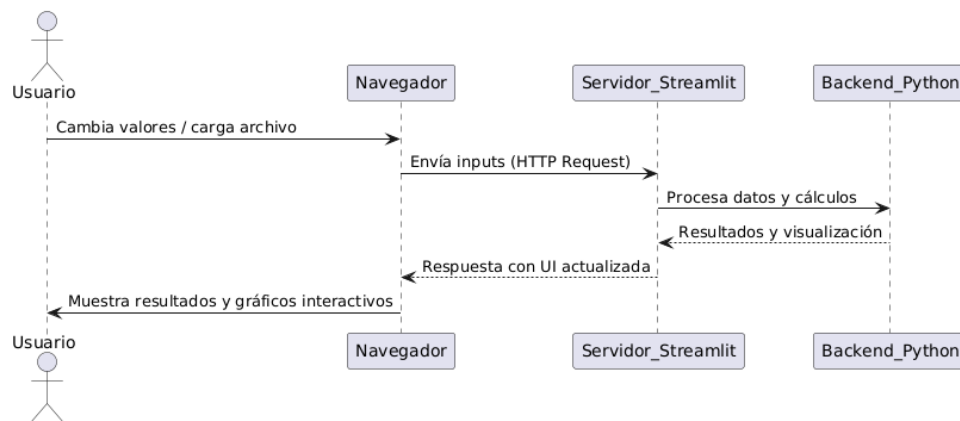 Usuario
Navegador
Servidor_Streamlit
Backend_Python
Cambia valores / carga archivo
Envía inputs (HTTP Request)
Procesa datos y cálculos
Resultados y visualización
Respuesta con UI actualizada
Muestra resultados y gráficos interactivos
Usuario
Navegador
Servidor_Streamlit
Backend_Python